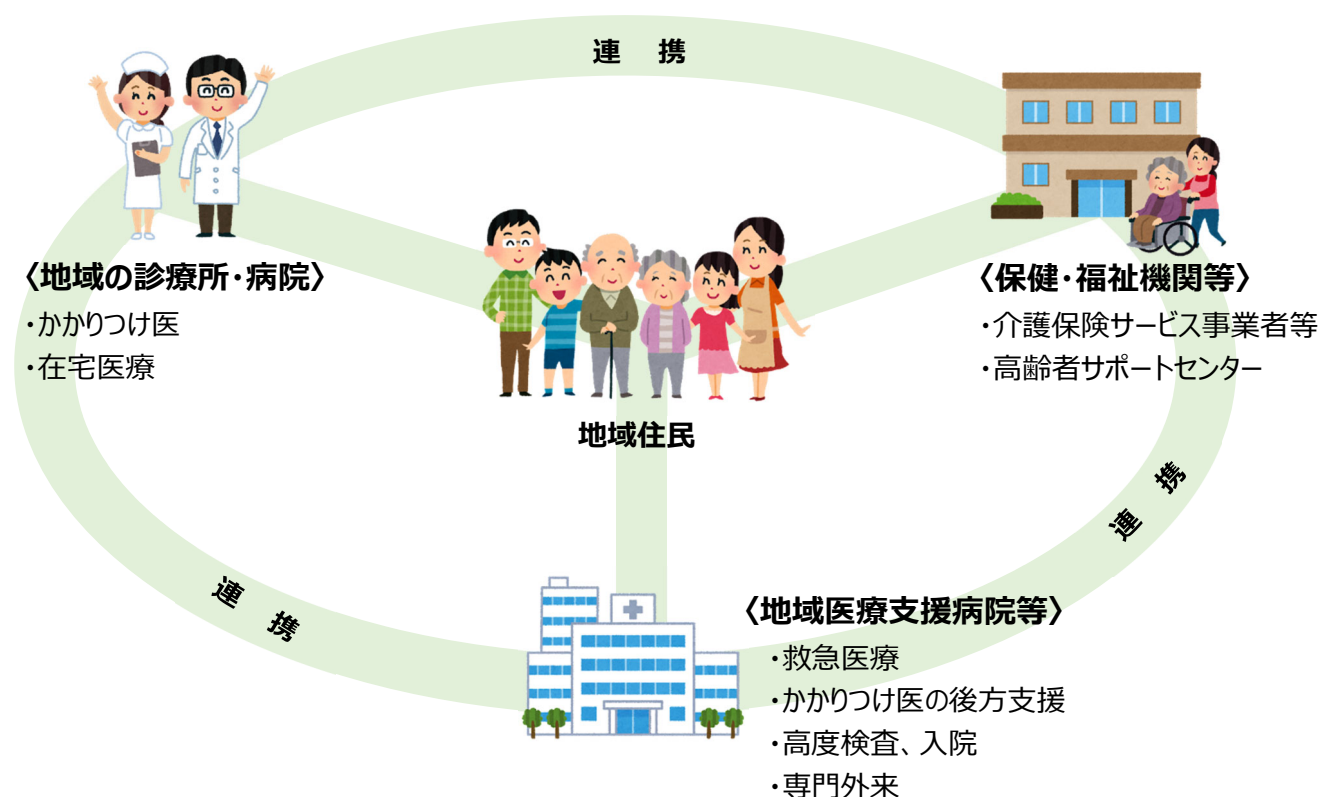 連 携
〈地域の診療所・病院〉
・かかりつけ医
・在宅医療
〈保健・福祉機関等〉
・介護保険サービス事業者等
・高齢者サポートセンター
地域住民
連 携
連 携
〈地域医療支援病院等〉
・救急医療
・かかりつけ医の後方支援
・高度検査、入院
・専門外来